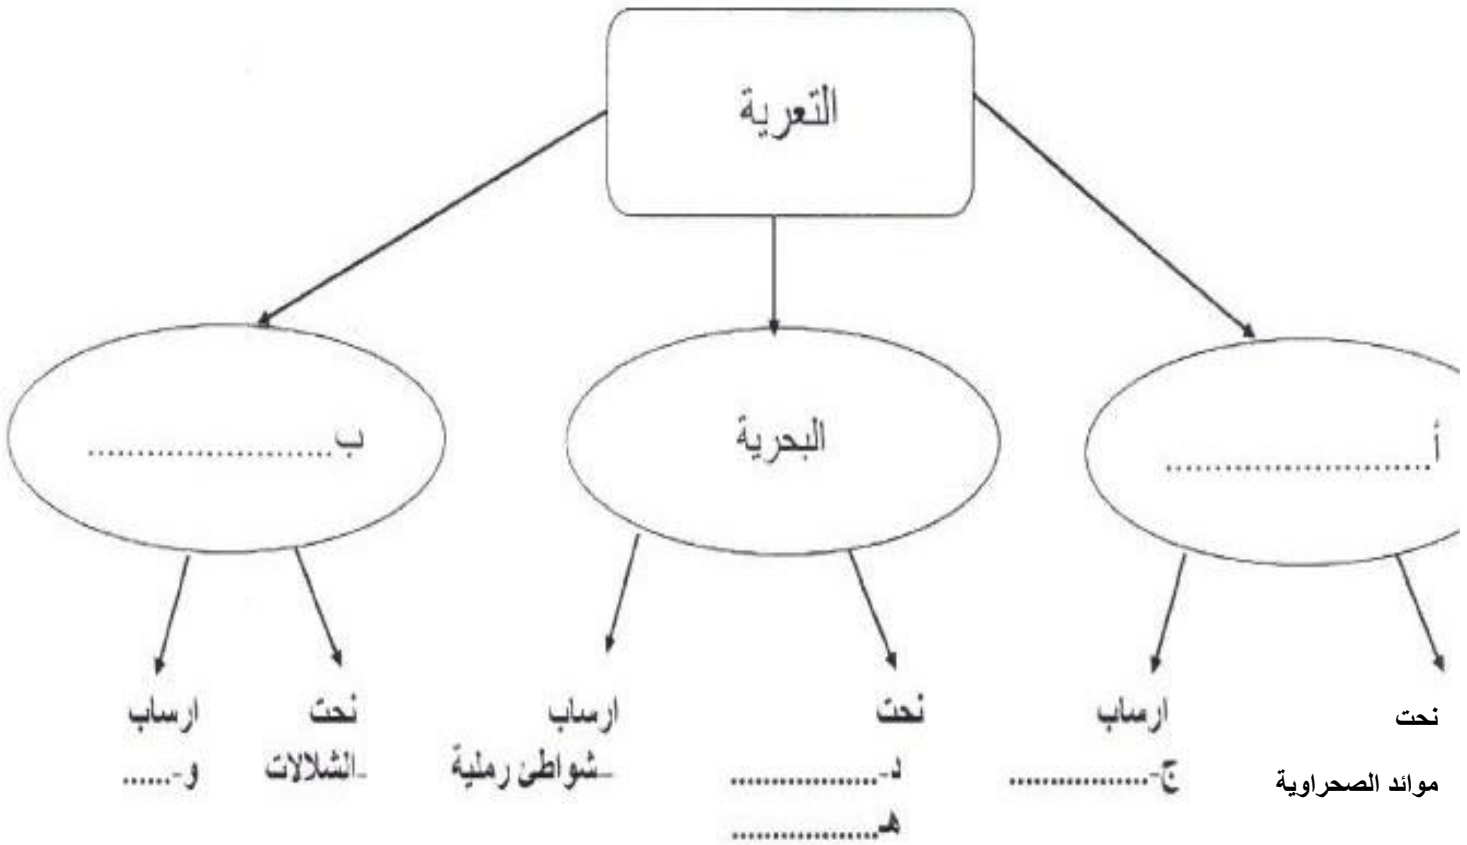 التعرية
أ..........................
البحرية
ب........................
نحت
ارساب
نحت
ارساب
نحت
ارساب
موائد الصحراوية
ج-................
د-.................
-شواطئ رملية
-الشلالات
و-......
هـ..................